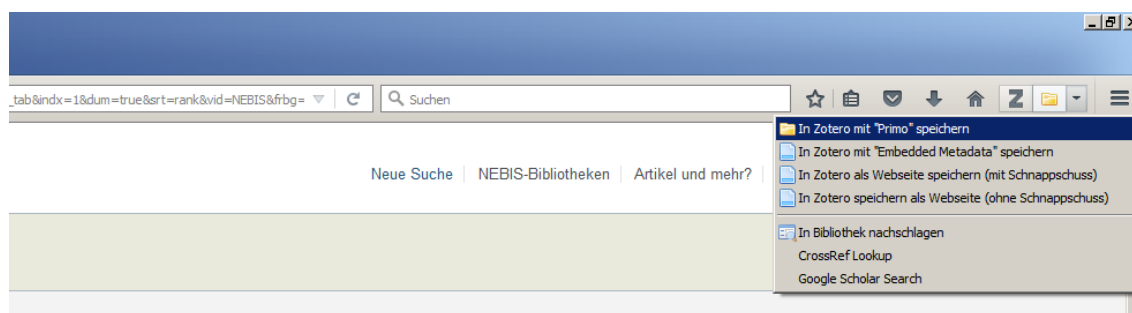 _tab&indx=1&dum=true&srt=rank&vid=NEBIS&frbg=
Suchen
Z
Neue Suche
NEBIS-Bibliotheken
Artikel und mehr?
In Zotero mit "Primo" speichern
In Zotero mit "Embedded Metadata" speichern
In Zotero als Webseite speichern (mit Schnappschuss)
In Zotero speichern als Webseite (ohne Schnappschuss)
In Bibliothek nachschlagen
CrossRef Lookup
Google Scholar Search